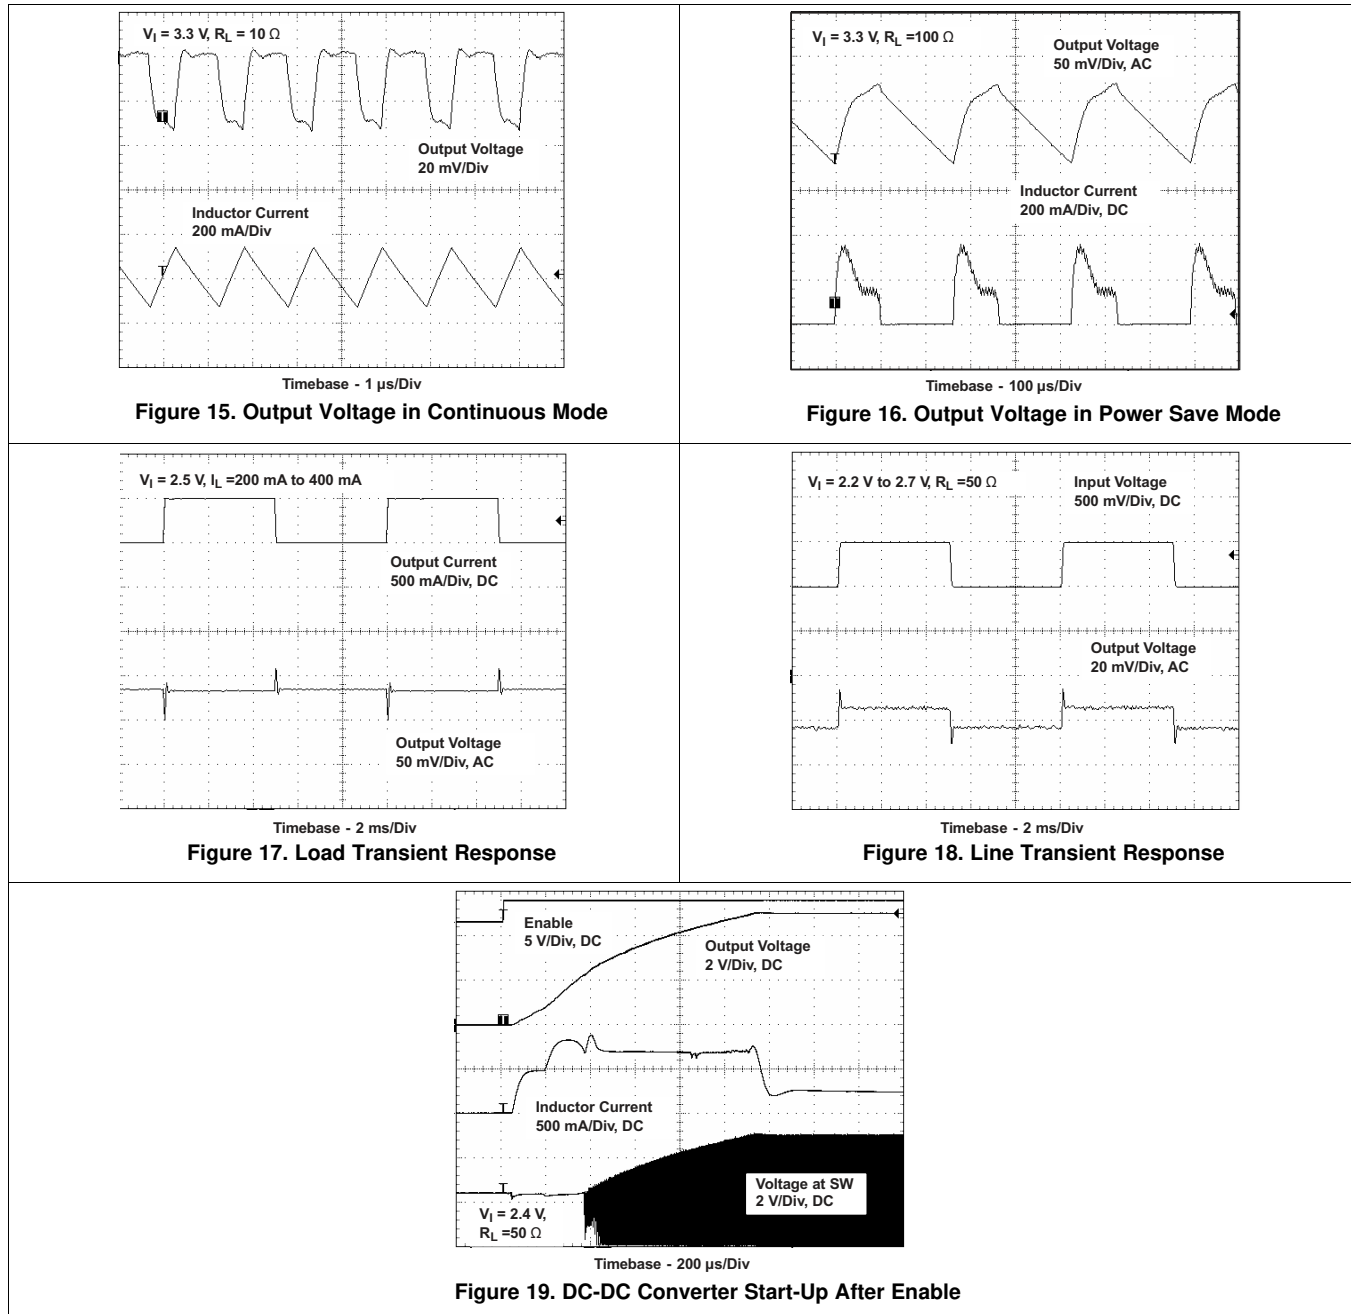 V_I = 3.3 V, R_L = 10 Ω
Output Voltage
20 mV/Div
Inductor Current
200 mA/Div
Timebase - 1 µs/Div
Figure 15. Output Voltage in Continuous Mode
V_I = 3.3 V, R_L =100 Ω
Output Voltage
50 mV/Div, AC
Inductor Current
200 mA/Div, DC
Timebase - 100 µs/Div
Figure 16. Output Voltage in Power Save Mode
V_I = 2.5 V, I_L =200 mA to 400 mA
Output Current
500 mA/Div, DC
Output Voltage
50 mV/Div, AC
Timebase - 2 ms/Div
Figure 17. Load Transient Response
V_I = 2.2 V to 2.7 V, R_L =50 Ω
Input Voltage
500 mV/Div, DC
Output Voltage
20 mV/Div, AC
Timebase - 2 ms/Div
Figure 18. Line Transient Response
Enable
5 V/Div, DC
Output Voltage
2 V/Div, DC
Inductor Current
500 mA/Div, DC
Voltage at SW
2 V/Div, DC
V_I = 2.4 V,
R_L =50 Ω
Timebase - 200 µs/Div
Figure 19. DC-DC Converter Start-Up After Enable